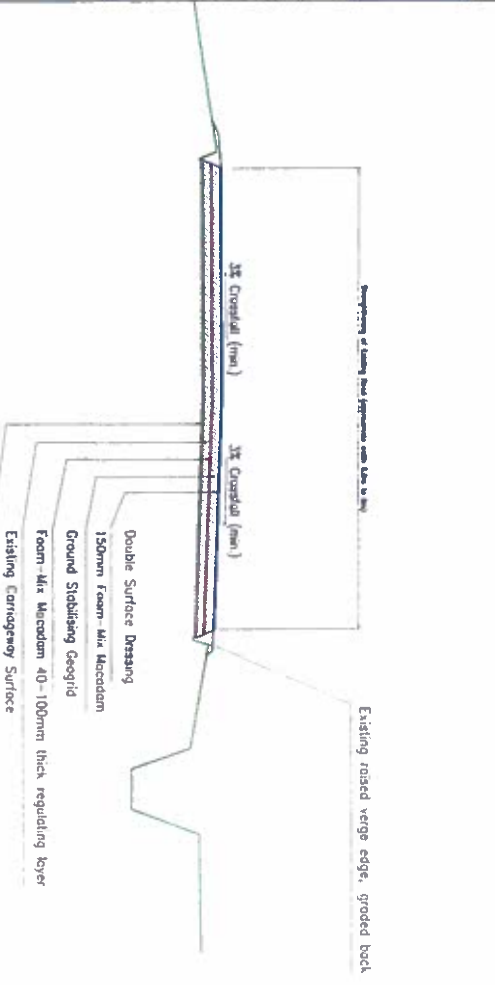 Existing raised verge edge, graded back
3% Crossfall (min.)
3% Crossfall (min.)
Double Surface Dressing
150mm Foam-Mix Macadam
Ground Stabilising Geogrid
Foam-Mix Macadam 40-100mm thick regulating layer
Existing Carriageway Surface